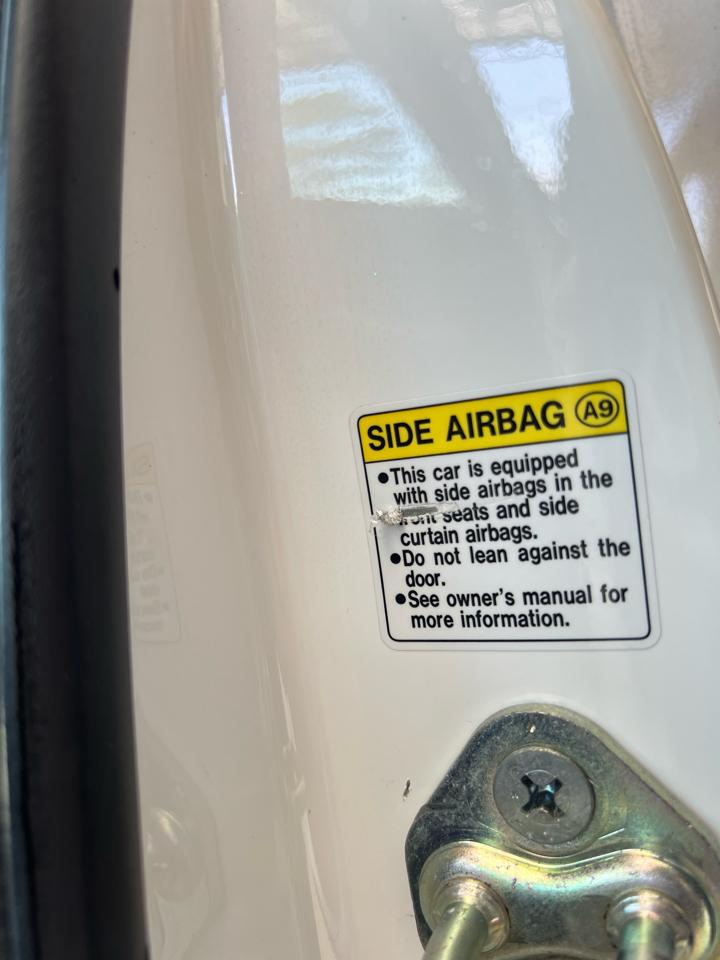 SIDE AIRBAG A9
•This car is equipped
with side airbags in the
front seats and side
curtain airbags.
•Do not lean against the
door.
•See owner's manual for
more information.